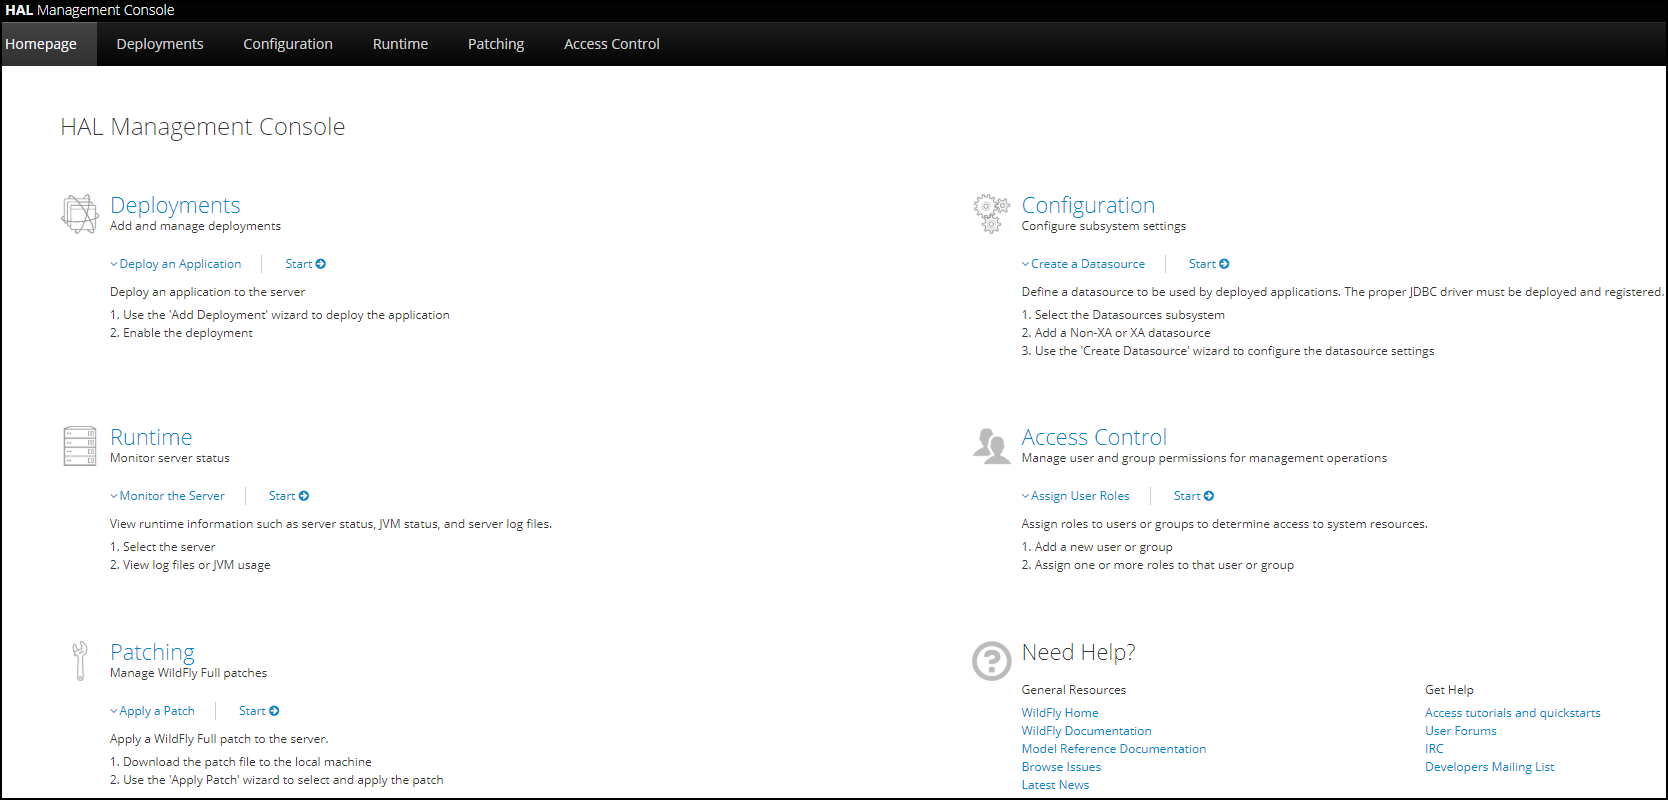 HAL Management Console
Homepage Deployments Configuration Runtime Patching Access Control
HAL Management Console
Deployments
Add and manage deployments
Deploy an Application Start
Deploy an application to the server
1. Use the 'Add Deployment' wizard to deploy the application
2. Enable the deployment
Configuration
Configure subsystem settings
Create a Datasource Start
Define a datasource to be used by deployed applications. The proper JDBC driver must be deployed and registered.
1. Select the Datasources subsystem
2. Add a Non-XA or XA datasource
3. Use the 'Create Datasource' wizard to configure the datasource settings
Runtime
Monitor server status
Monitor the Server Start
View runtime information such as server status, JVM status, and server log files.
1. Select the server
2. View log files or JVM usage
Access Control
Manage user and group permissions for management operations
Assign User Roles Start
Assign roles to users or groups to determine access to system resources.
1. Add a new user or group
2. Assign one or more roles to that user or group
Patching
Manage WildFly Full patches
Apply a Patch Start
Apply a WildFly Full patch to the server.
1. Download the patch file to the local machine
2. Use the 'Apply Patch' wizard to select and apply the patch
Need Help?
General Resources
WildFly Home
WildFly Documentation
Model Reference Documentation
Browse Issues
Latest News
Get Help
Access tutorials and quickstarts
User Forums
IRC
Developers Mailing List